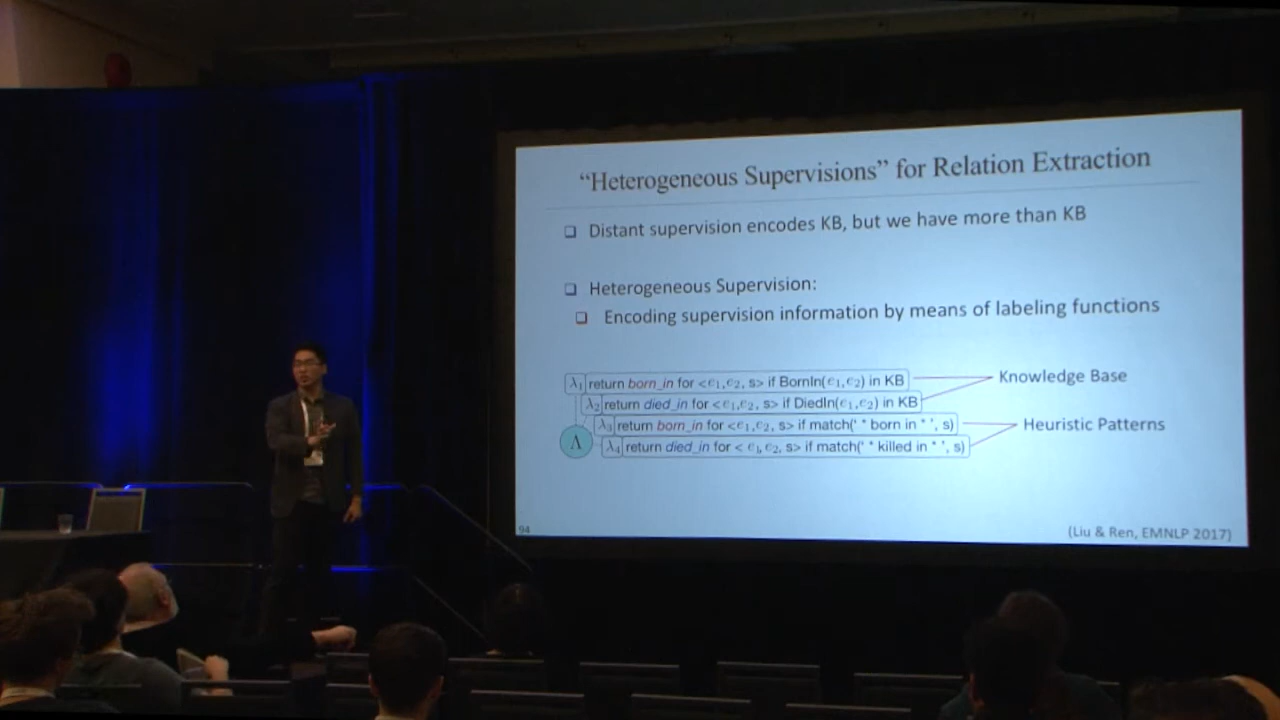 “Heterogeneous Supervisions” for Relation Extraction
Distant supervision encodes KB, but we have more than KB
Heterogeneous Supervision:
Encoding supervision information by means of labeling functions
λ₁ return born_in for <e₁,e₂, s> if BornIn(e₁,e₂) in KB
λ₂ return died_in for <e₁,e₂, s> if DiedIn(e₁,e₂) in KB
Knowledge Base
λ₃ return born_in for <e₁,e₂, s> if match(' * born in * ', s)
λ₄ return died_in for < e₁, e₂, s> if match(' * killed in * ', s)
Heuristic Patterns
Λ
94
(Liu & Ren, EMNLP 2017)